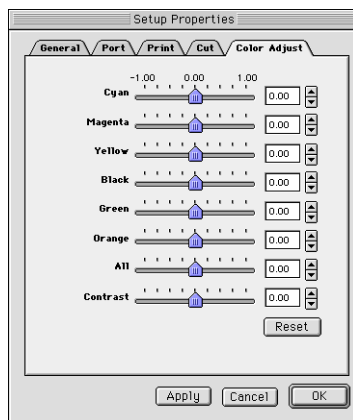 Setup Properties
General Port Print Cut Color Adjust
-1.00 0.00 1.00
Cyan 0.00
Magenta 0.00
Yellow 0.00
Black 0.00
Green 0.00
Orange 0.00
All 0.00
Contrast 0.00
Reset
Apply Cancel OK